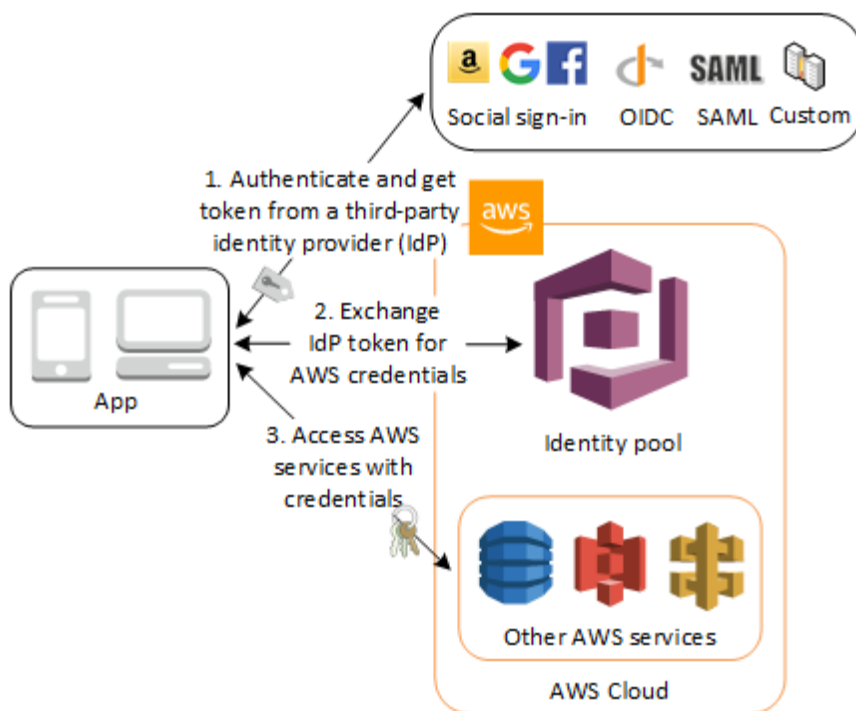 a
G
f
SAML
Social sign-in
OIDC
SAML
Custom
1. Authenticate and get
token from a third-party
identity provider (IdP)
aws
2. Exchange
IdP token for
AWS credentials
App
Identity pool
3. Access AWS
services with
credentials
Other AWS services
AWS Cloud